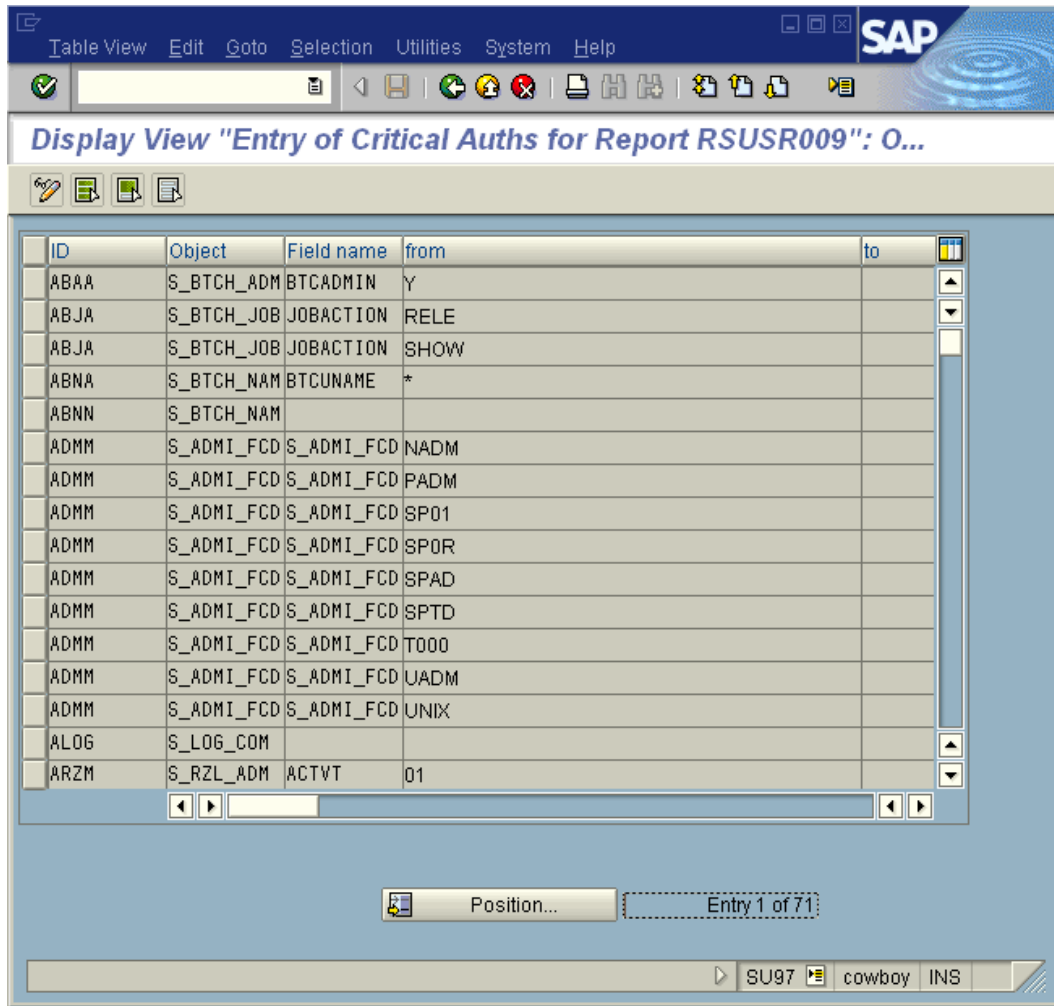 SAP
Table View Edit Goto Selection Utilities System Help
Display View "Entry of Critical Auths for Report RSUSR009": O...
ID Object Field name from to
ABAA S_BTCH_ADM BTCADMIN Y
ABJA S_BTCH_JOB JOBACTION RELE
ABJA S_BTCH_JOB JOBACTION SHOW
ABNA S_BTCH_NAM BTCUNAME *
ABNN S_BTCH_NAM
ADMM S_ADMI_FCD S_ADMI_FCD NADM
ADMM S_ADMI_FCD S_ADMI_FCD PADM
ADMM S_ADMI_FCD S_ADMI_FCD SP01
ADMM S_ADMI_FCD S_ADMI_FCD SP0R
ADMM S_ADMI_FCD S_ADMI_FCD SPAD
ADMM S_ADMI_FCD S_ADMI_FCD SPTD
ADMM S_ADMI_FCD S_ADMI_FCD T000
ADMM S_ADMI_FCD S_ADMI_FCD UADM
ADMM S_ADMI_FCD S_ADMI_FCD UNIX
ALOG S_LOG_COM
ARZM S_RZL_ADM ACTVT 01
Position... Entry 1 of 71
SU97 cowboy INS